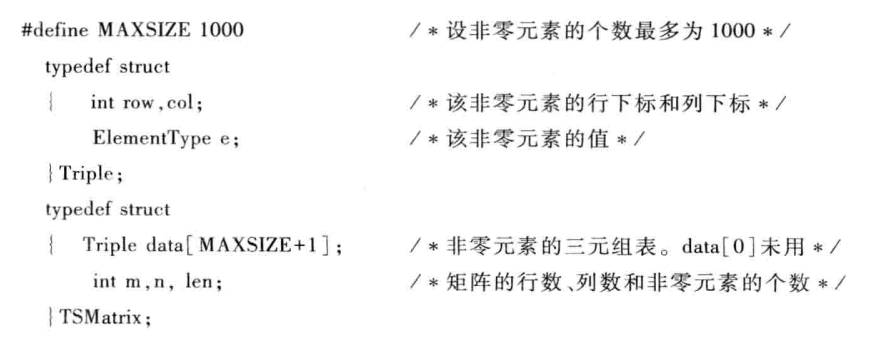 #define MAXSIZE 1000 /*设非零元素的个数最多为1000*/
typedef struct
{ int row,col; /*该非零元素的行下标和列下标*/
ElementType e; /*该非零元素的值*/
}Triple;
typedef struct
{ Triple data[MAXSIZE+1]; /*非零元素的三元组表。data[0]未用*/
int m,n, len; /*矩阵的行数、列数和非零元素的个数*/
}TSMatrix;